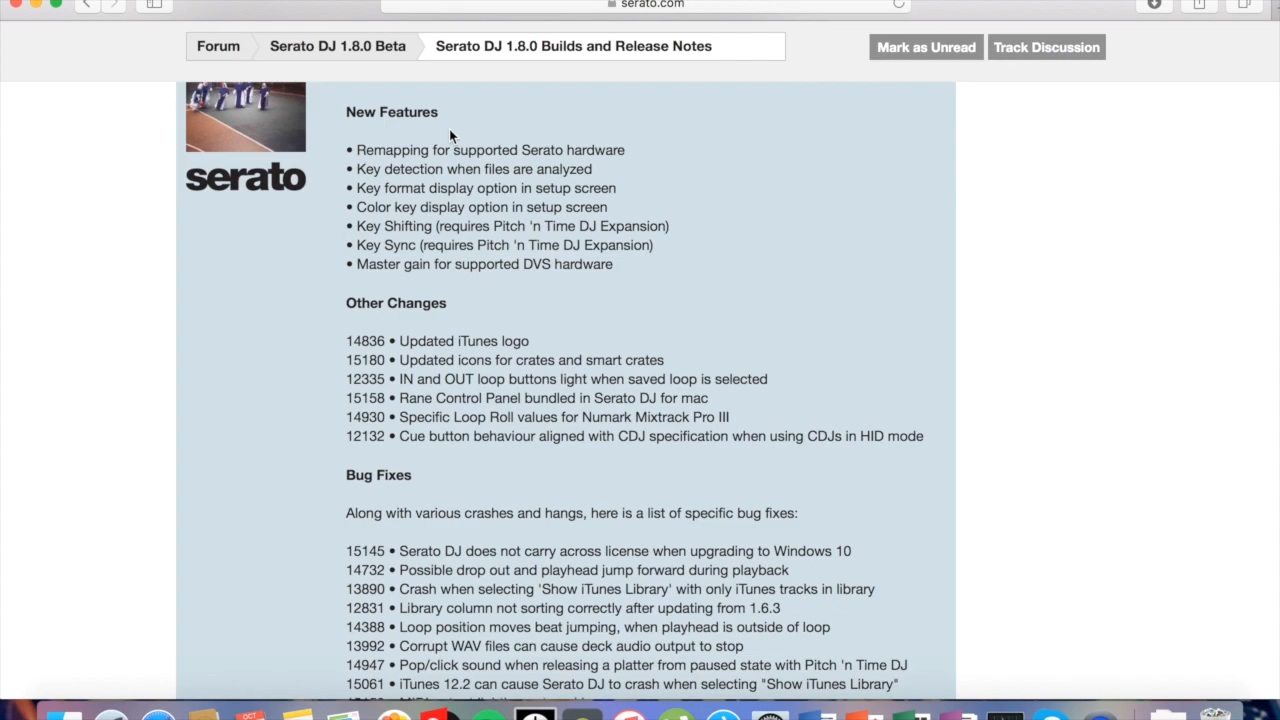 serato.com
Forum
Serato DJ 1.8.0 Beta
Serato DJ 1.8.0 Builds and Release Notes
Mark as Unread
Track Discussion
serato
New Features
• Remapping for supported Serato hardware
• Key detection when files are analyzed
• Key format display option in setup screen
• Color key display option in setup screen
• Key Shifting (requires Pitch 'n Time DJ Expansion)
• Key Sync (requires Pitch 'n Time DJ Expansion)
• Master gain for supported DVS hardware
Other Changes
14836 • Updated iTunes logo
15180 • Updated icons for crates and smart crates
12335 • IN and OUT loop buttons light when saved loop is selected
15158 • Rane Control Panel bundled in Serato DJ for mac
14930 • Specific Loop Roll values for Numark Mixtrack Pro III
12132 • Cue button behaviour aligned with CDJ specification when using CDJs in HID mode
Bug Fixes
Along with various crashes and hangs, here is a list of specific bug fixes:
15145 • Serato DJ does not carry across license when upgrading to Windows 10
14732 • Possible drop out and playhead jump forward during playback
13890 • Crash when selecting 'Show iTunes Library' with only iTunes tracks in library
12831 • Library column not sorting correctly after updating from 1.6.3
14388 • Loop position moves beat jumping, when playhead is outside of loop
13992 • Corrupt WAV files can cause deck audio output to stop
14947 • Pop/click sound when releasing a platter from paused state with Pitch 'n Time DJ
15061 • iTunes 12.2 can cause Serato DJ to crash when selecting "Show iTunes Library"
OCT